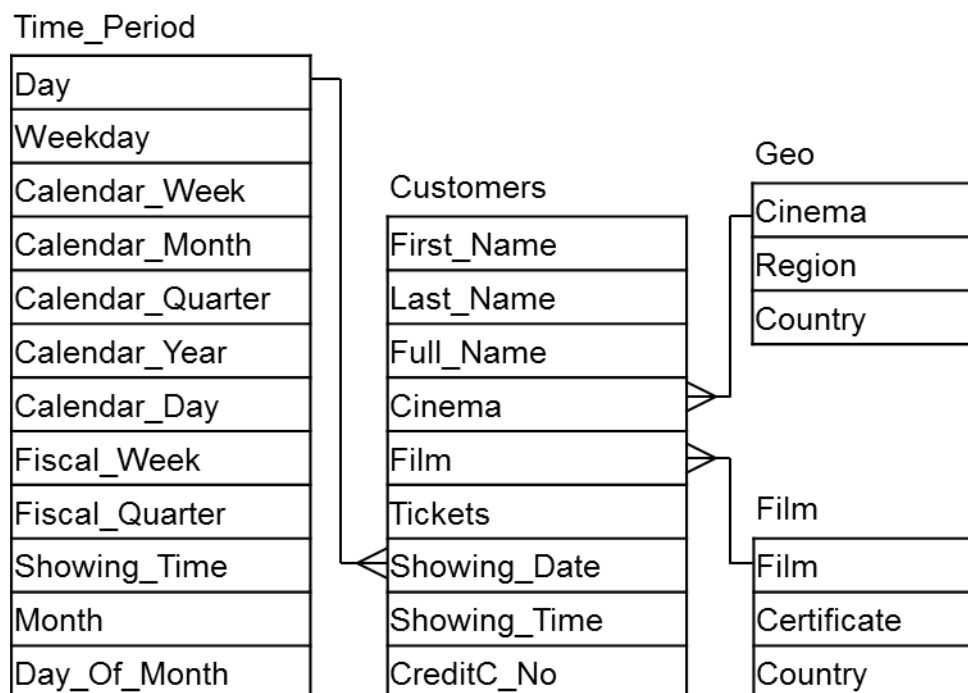 Time_Period
Day
Weekday
Calendar_Week
Calendar_Month
Calendar_Quarter
Calendar_Year
Calendar_Day
Fiscal_Week
Fiscal_Quarter
Showing_Time
Month
Day_Of_Month
Customers
First_Name
Last_Name
Full_Name
Cinema
Film
Tickets
Showing_Date
Showing_Time
CreditC_No
Geo
Cinema
Region
Country
Film
Film
Certificate
Country